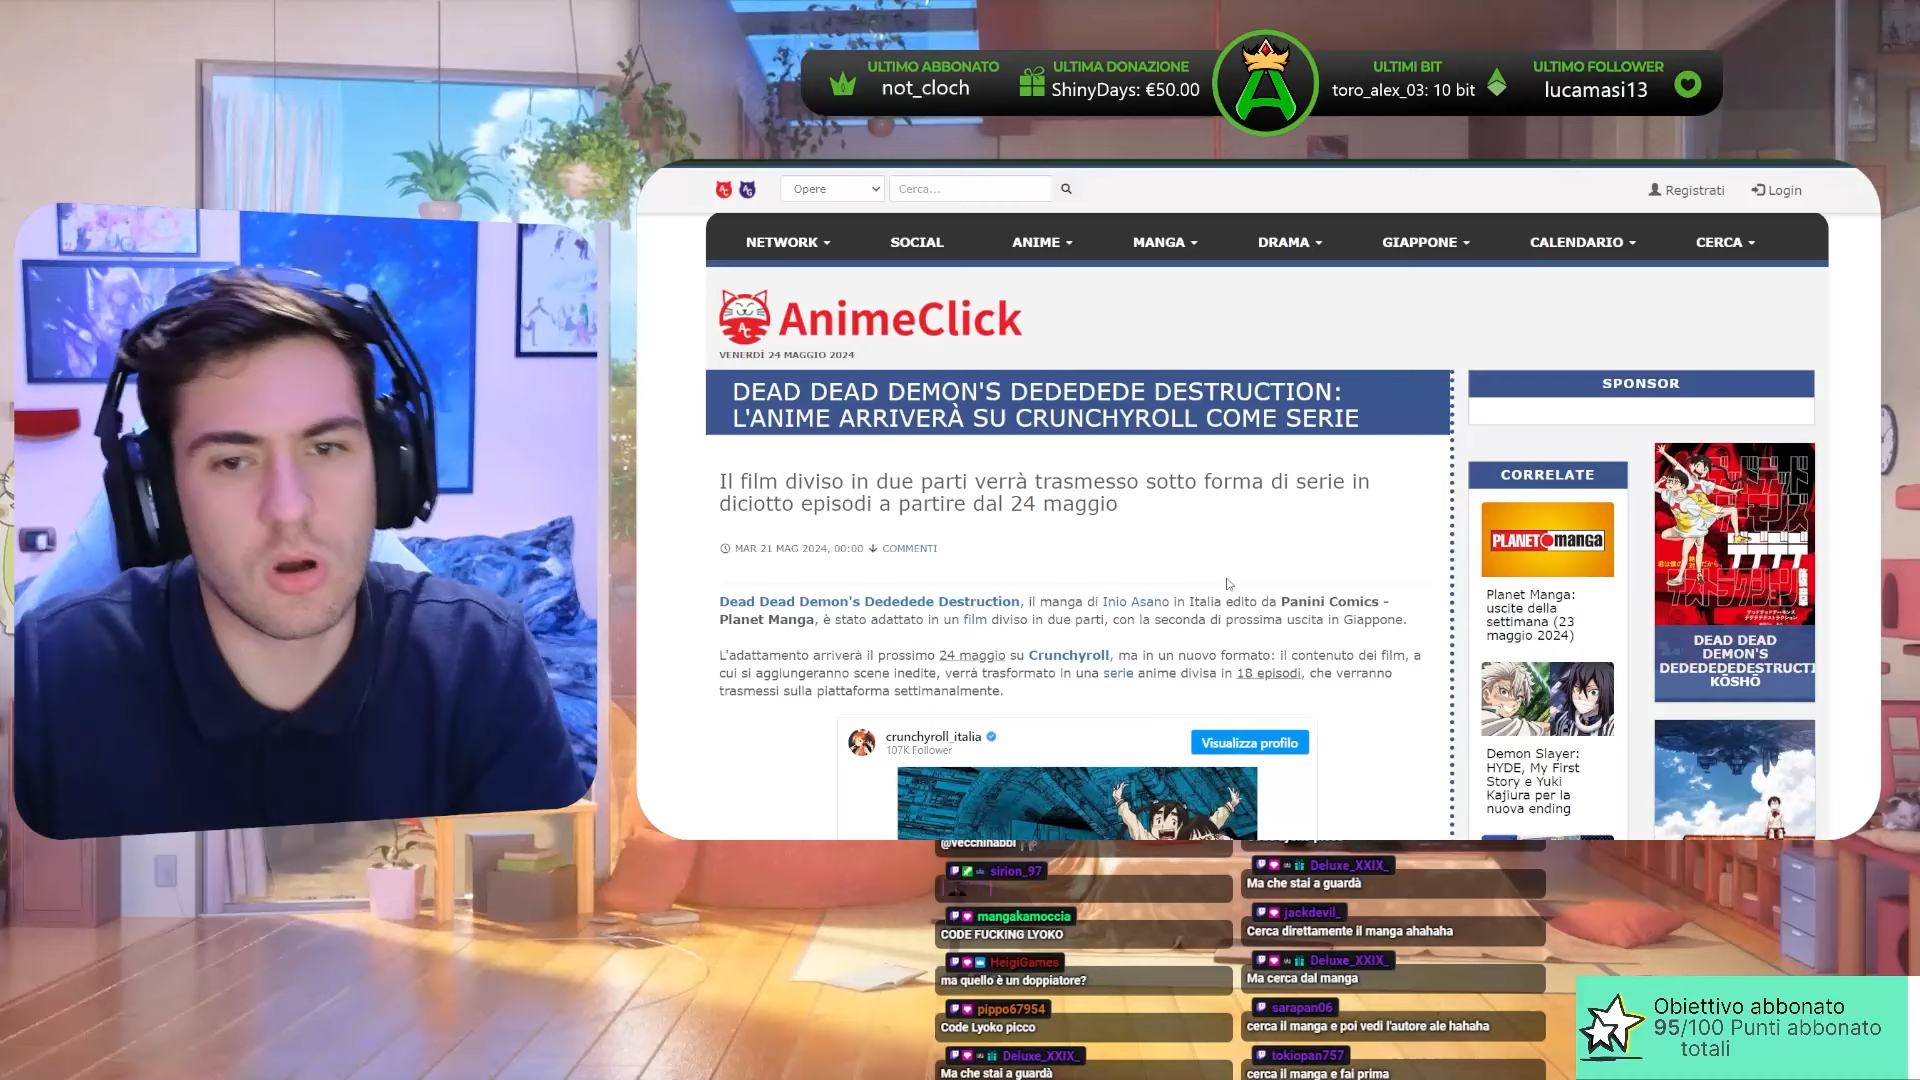 ULTIMO ABBONATO
not_cloch
ULTIMA DONAZIONE
ShinyDays: €50.00
ULTIMI BIT
toro_alex_03: 10 bit
ULTIMO FOLLOWER
lucamasi13
Opere
Cerca...
Registrati
Login
NETWORK
SOCIAL
ANIME
MANGA
DRAMA
GIAPPONE
CALENDARIO
CERCA
AnimeClick
VENERDÌ 24 MAGGIO 2024
DEAD DEAD DEMON'S DEDEDEDE DESTRUCTION:
L'ANIME ARRIVERÀ SU CRUNCHYROLL COME SERIE
Il film diviso in due parti verrà trasmesso sotto forma di serie in
diciotto episodi a partire dal 24 maggio
MAR 21 MAG 2024, 00:00
COMMENTI
Dead Dead Demon's Dededede Destruction, il manga di Inio Asano in Italia edito da Panini Comics -
Planet Manga, è stato adattato in un film diviso in due parti, con la seconda di prossima uscita in Giappone.
L'adattamento arriverà il prossimo 24 maggio su Crunchyroll, ma in un nuovo formato: il contenuto dei film, a
cui si aggiungeranno scene inedite, verrà trasformato in una serie anime divisa in 18 episodi, che verranno
trasmessi sulla piattaforma settimanalmente.
crunchyroll_italia
107K Follower
Visualizza profilo
SPONSOR
CORRELATE
PLANET manga
Planet Manga:
uscite della
settimana (23
maggio 2024)
Demon Slayer:
HYDE, My First
Story e Yuki
Kajiura per la
nuova ending
DEAD DEAD
DEMON'S
DEDEDEDEDESTRUCTI
KŌSHŌ
@vecchinabbi
sirion_97
mangakamoccia
CODE FUCKING LYOKO
HeigiGames
ma quello è un doppiatore?
pippo67954
Code Lyoko picco
Deluxe_XXIX_
Ma che stai a guardà
Deluxe_XXIX_
Ma che stai a guardà
jackdevil_
Cerca direttamente il manga ahahaha
Deluxe_XXIX_
Ma cerca dal manga
sarapan06
cerca il manga e poi vedi l'autore ale hahaha
tokiopan757
cerca il manga e fai prima
Obiettivo abbonato
95/100 Punti abbonato
totali